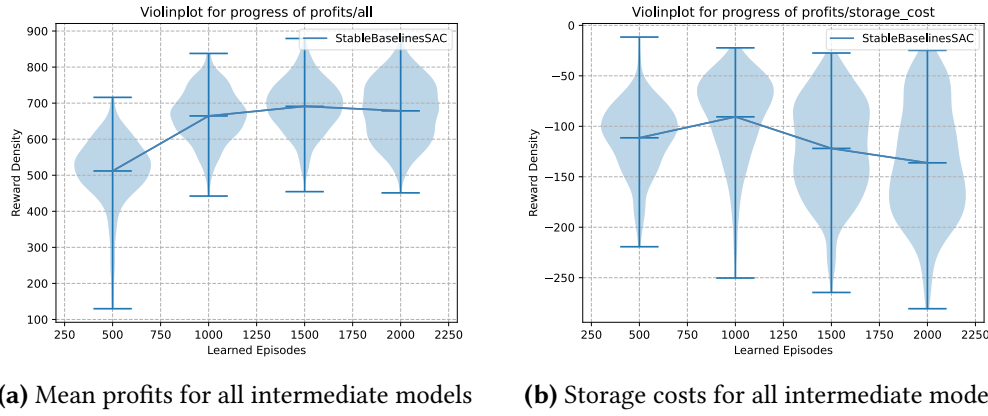 Violinplot for progress of profits/all
StableBaselinesSAC
900
800
700
600
500
400
300
200
100
Reward Density
250 500 750 1000 1250 1500 1750 2000 2250
Learned Episodes
(a) Mean profits for all intermediate models
Violinplot for progress of profits/storage_cost
StableBaselinesSAC
0
−50
−100
−150
−200
−250
Reward Density
250 500 750 1000 1250 1500 1750 2000 2250
Learned Episodes
(b) Storage costs for all intermediate mode